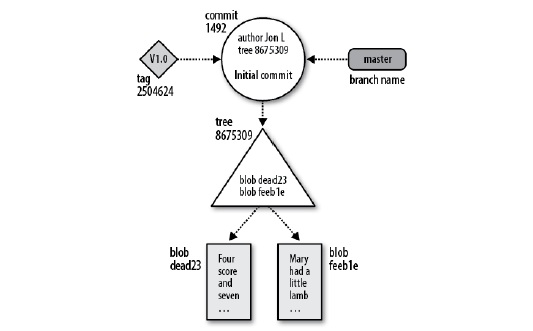 commit
1492
author Jon L
tree 8675309
Initial commit
V1.0
tag
2504624
master
branch name
tree
8675309
blob dead23
blob feeb1e
blob
dead23
Four
score
and
seven
...
Mary
had a
little
lamb
...
blob
feeb1e